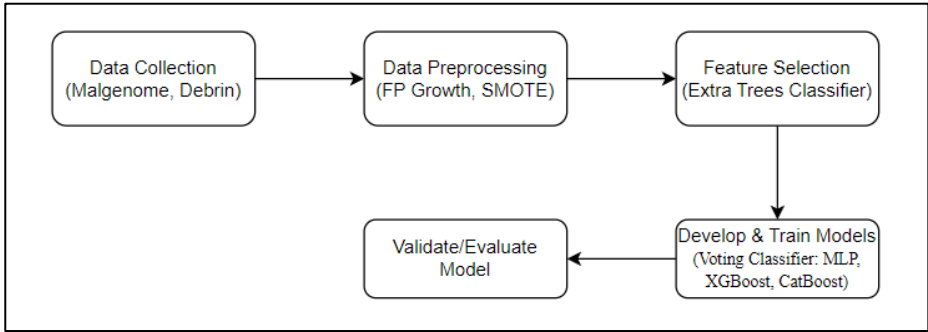 Data Collection
(Malgenome, Debrin)
Data Preprocessing
(FP Growth, SMOTE)
Feature Selection
(Extra Trees Classifier)
Develop & Train Models
(Voting Classifier: MLP,
XGBoost, CatBoost)
Validate/Evaluate
Model